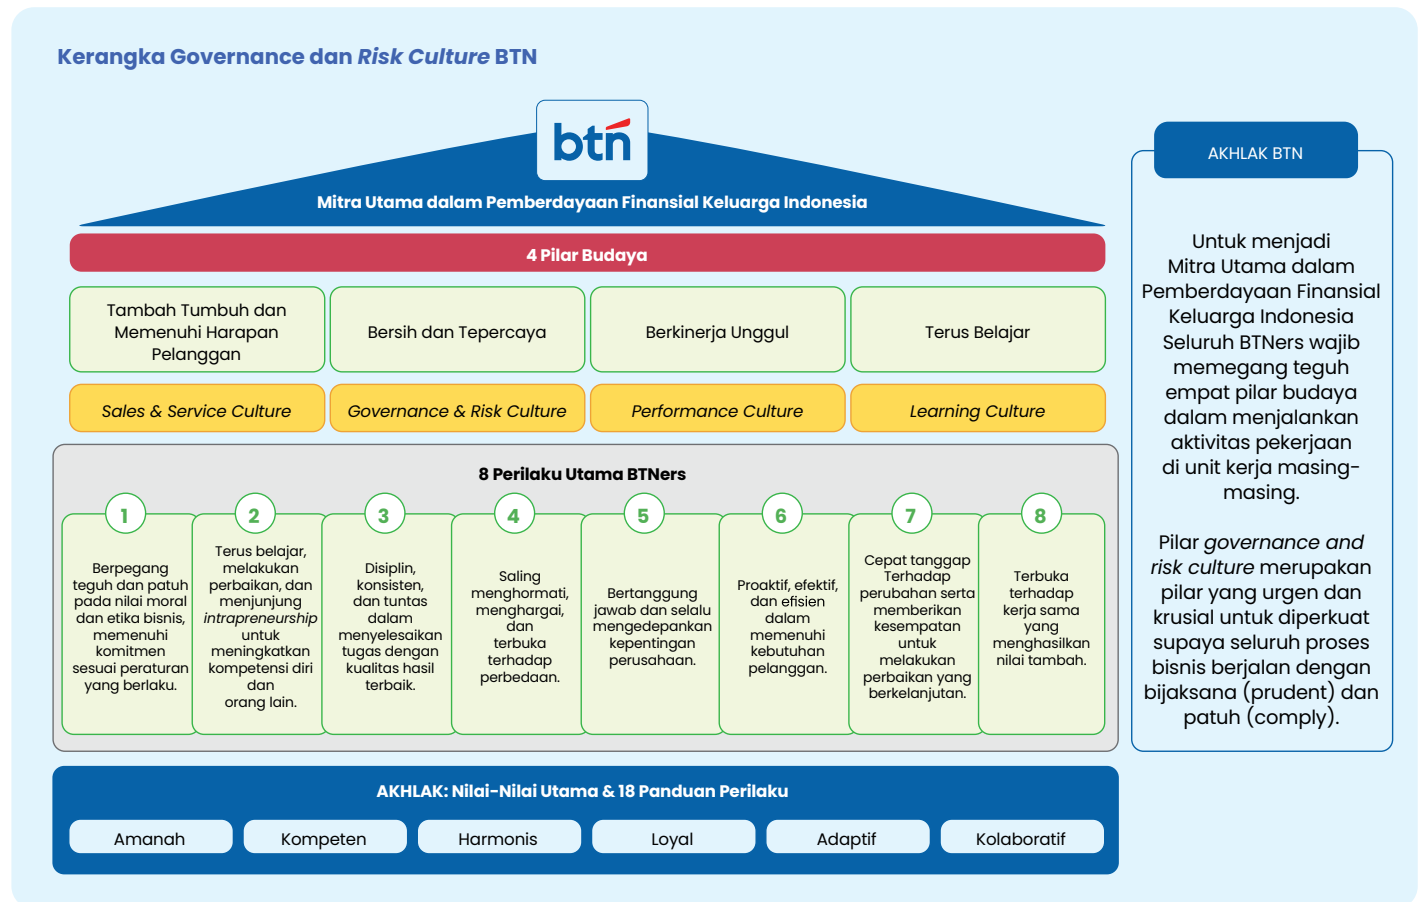 Kerangka Governance dan Risk Culture BTN
btn
Mitra Utama dalam Pemberdayaan Finansial Keluarga Indonesia
4 Pilar Budaya
Tambah Tumbuh dan
Memenuhi Harapan
Pelanggan
Bersih dan Tepercaya
Berkinerja Unggul
Terus Belajar
Sales & Service Culture
Governance & Risk Culture
Performance Culture
Learning Culture
8 Perilaku Utama BTNers
1
Berpegang
teguh dan patuh
pada nilai moral
dan etika bisnis,
memenuhi
komitmen
sesuai peraturan
yang berlaku.
2
Terus belajar,
melakukan
perbaikan, dan
menjunjung
intrapreneurship
untuk
meningkatkan
kompetensi diri
dan
orang lain.
3
Disiplin,
konsisten,
dan tuntas
dalam
menyelesaikan
tugas dengan
kualitas hasil
terbaik.
4
Saling
menghormati,
menghargai,
dan
terbuka
terhadap
perbedaan.
5
Bertanggung
jawab dan selalu
mengedepankan
kepentingan
perusahaan.
6
Proaktif, efektif,
dan efisien
dalam
memenuhi
kebutuhan
pelanggan.
7
Cepat tanggap
Terhadap
perubahan serta
memberikan
kesempatan
untuk
melakukan
perbaikan yang
berkelanjutan.
8
Terbuka
terhadap
kerja sama
yang
menghasilkan
nilai tambah.
AKHLAK: Nilai-Nilai Utama & 18 Panduan Perilaku
Amanah
Kompeten
Harmonis
Loyal
Adaptif
Kolaboratif
AKHLAK BTN
Untuk menjadi
Mitra Utama dalam
Pemberdayaan Finansial
Keluarga Indonesia
Seluruh BTNers wajib
memegang teguh
empat pilar budaya
dalam menjalankan
aktivitas pekerjaan
di unit kerja masing-
masing.
Pilar governance and
risk culture merupakan
pilar yang urgen dan
krusial untuk diperkuat
supaya seluruh proses
bisnis berjalan dengan
bijaksana (prudent) dan
patuh (comply).